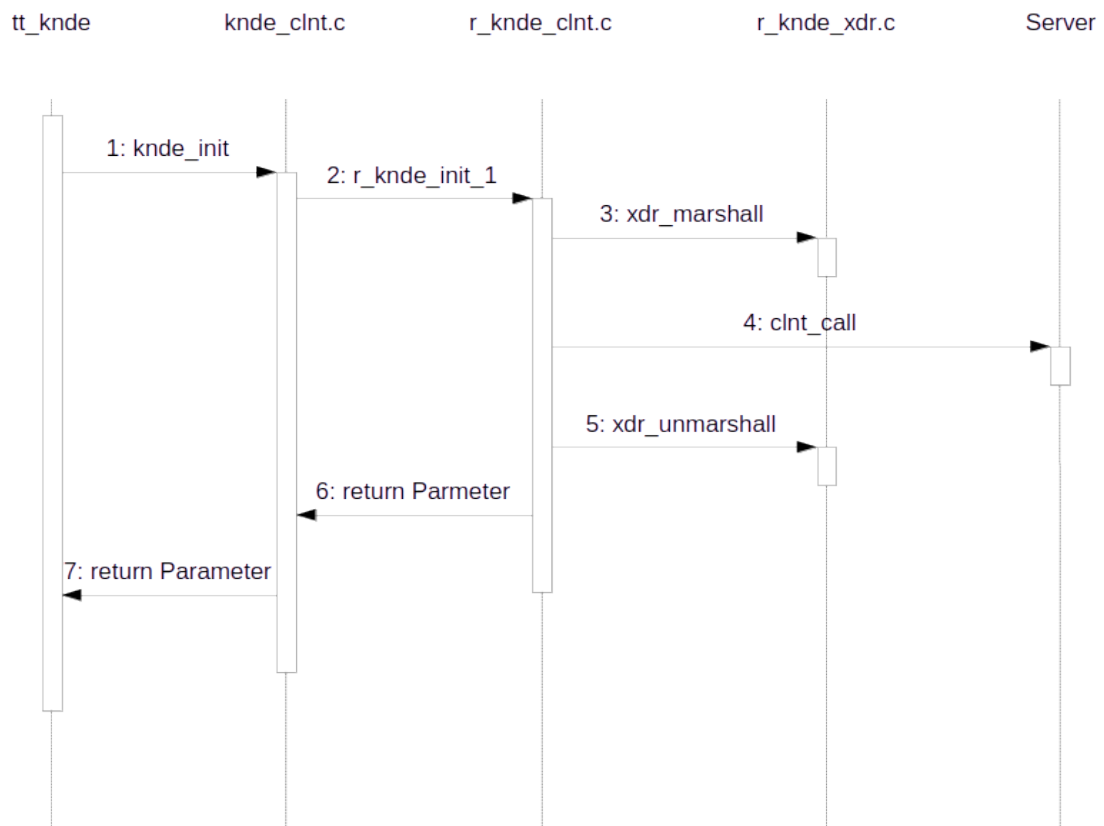 tt_knde knde_clnt.c r_knde_clnt.c r_knde_xdr.c Server
1: knde_init
2: r_knde_init_1
3: xdr_marshall
4: clnt_call
5: xdr_unmarshall
6: return Parmeter
7: return Parameter